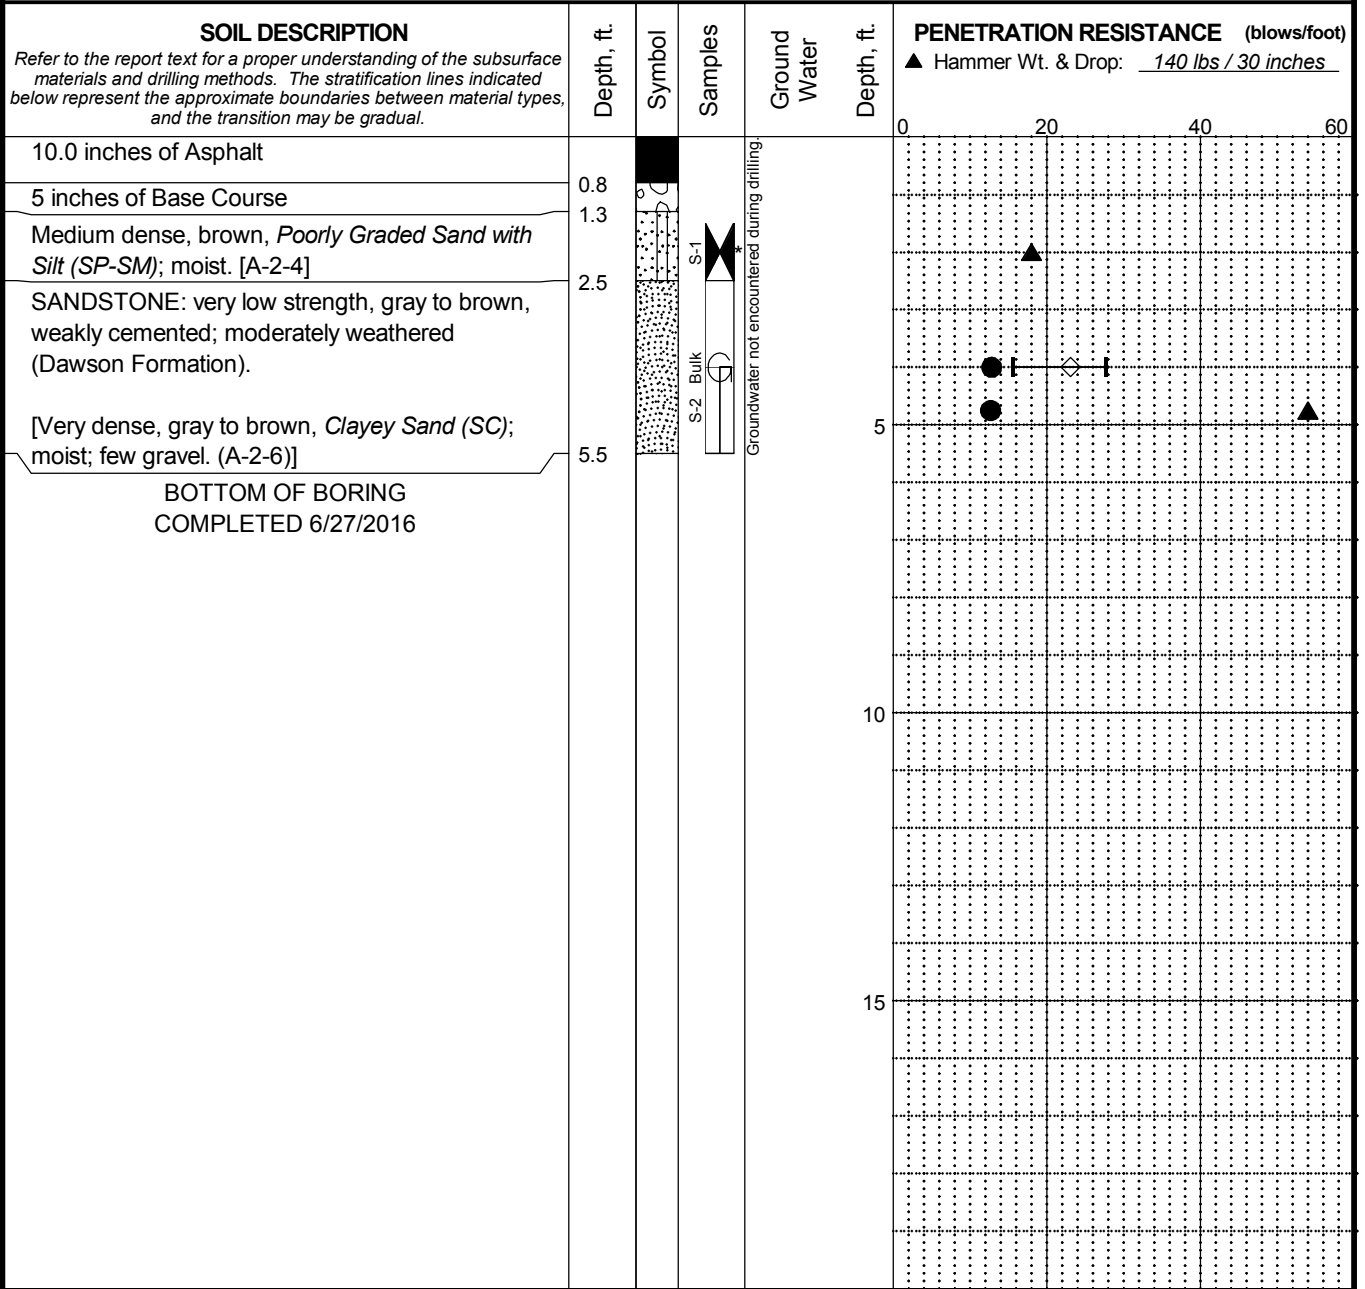 SOIL DESCRIPTION
Refer to the report text for a proper understanding of the subsurface
materials and drilling methods. The stratification lines indicated
below represent the approximate boundaries between material types,
and the transition may be gradual.
Depth, ft.
Symbol
Samples
Ground
Water
Depth, ft.
PENETRATION RESISTANCE (blows/foot)
▲ Hammer Wt. & Drop: 140 lbs / 30 inches
0 20 40 60
10.0 inches of Asphalt
0.8
5 inches of Base Course
1.3
Medium dense, brown, Poorly Graded Sand with
Silt (SP-SM); moist. [A-2-4]
2.5
SANDSTONE: very low strength, gray to brown,
weakly cemented; moderately weathered
(Dawson Formation).
[Very dense, gray to brown, Clayey Sand (SC);
moist; few gravel. (A-2-6)]
5.5
BOTTOM OF BORING
COMPLETED 6/27/2016
S-1
*
Bulk
G
S-2
Groundwater not encountered during drilling.
5
10
15